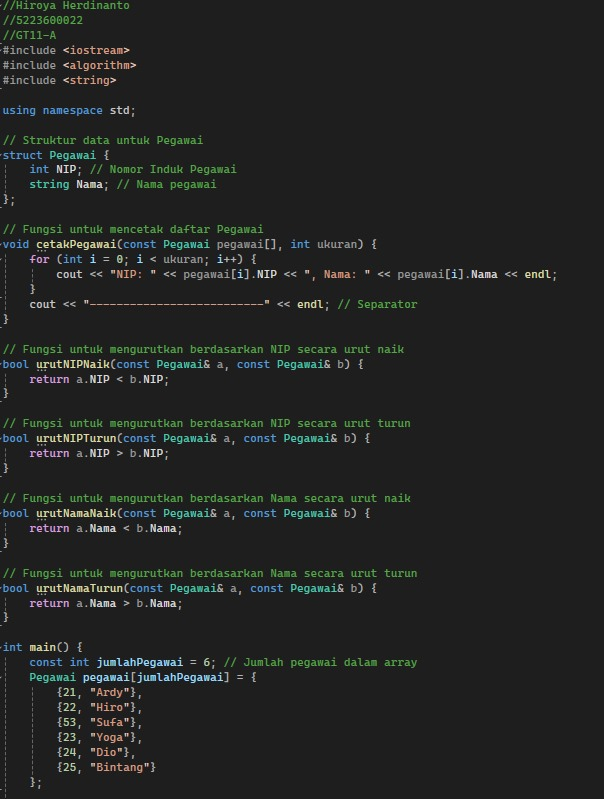 //Hiroya Herdinanto
//5223600022
//GT11-A
#include <iostream>
#include <algorithm>
#include <string>
using namespace std;
// Struktur data untuk Pegawai
struct Pegawai {
int NIP; // Nomor Induk Pegawai
string Nama; // Nama pegawai
};
// Fungsi untuk mencetak daftar Pegawai
void cetakPegawai(const Pegawai pegawai[], int ukuran) {
for (int i = 0; i < ukuran; i++) {
cout << "NIP: " << pegawai[i].NIP << ", Nama: " << pegawai[i].Nama << endl;
}
cout << "--------------------------" << endl; // Separator
}
// Fungsi untuk mengurutkan berdasarkan NIP secara urut naik
bool urutNIPNaik(const Pegawai& a, const Pegawai& b) {
return a.NIP < b.NIP;
}
// Fungsi untuk mengurutkan berdasarkan NIP secara urut turun
bool urutNIPTurun(const Pegawai& a, const Pegawai& b) {
return a.NIP > b.NIP;
}
// Fungsi untuk mengurutkan berdasarkan Nama secara urut naik
bool urutNamaNaik(const Pegawai& a, const Pegawai& b) {
return a.Nama < b.Nama;
}
// Fungsi untuk mengurutkan berdasarkan Nama secara urut turun
bool urutNamaTurun(const Pegawai& a, const Pegawai& b) {
return a.Nama > b.Nama;
}
int main() {
const int jumlahPegawai = 6; // Jumlah pegawai dalam array
Pegawai pegawai[jumlahPegawai] = {
{21, "Ardy"},
{22, "Hiro"},
{53, "Sufa"},
{23, "Yoga"},
{24, "Dio"},
{25, "Bintang"}
};